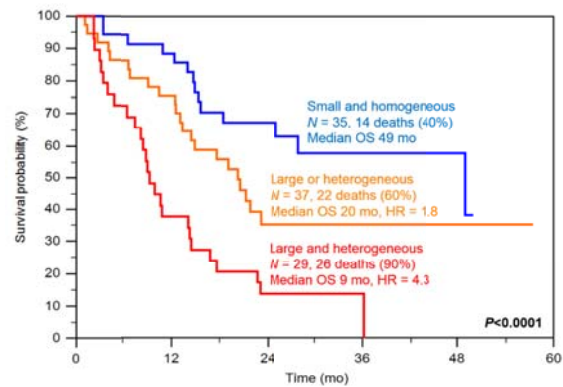 100
90
80
70
60
50
40
30
20
10
0
Survival probability (%)
Small and homogeneous
N = 35, 14 deaths (40%)
Median OS 49 mo
Large or heterogeneous
N = 37, 22 deaths (60%)
Median OS 20 mo, HR = 1.8
Large and heterogeneous
N = 29, 26 deaths (90%)
Median OS 9 mo, HR = 4.3
P<0.0001
0 12 24 36 48 60
Time (mo)